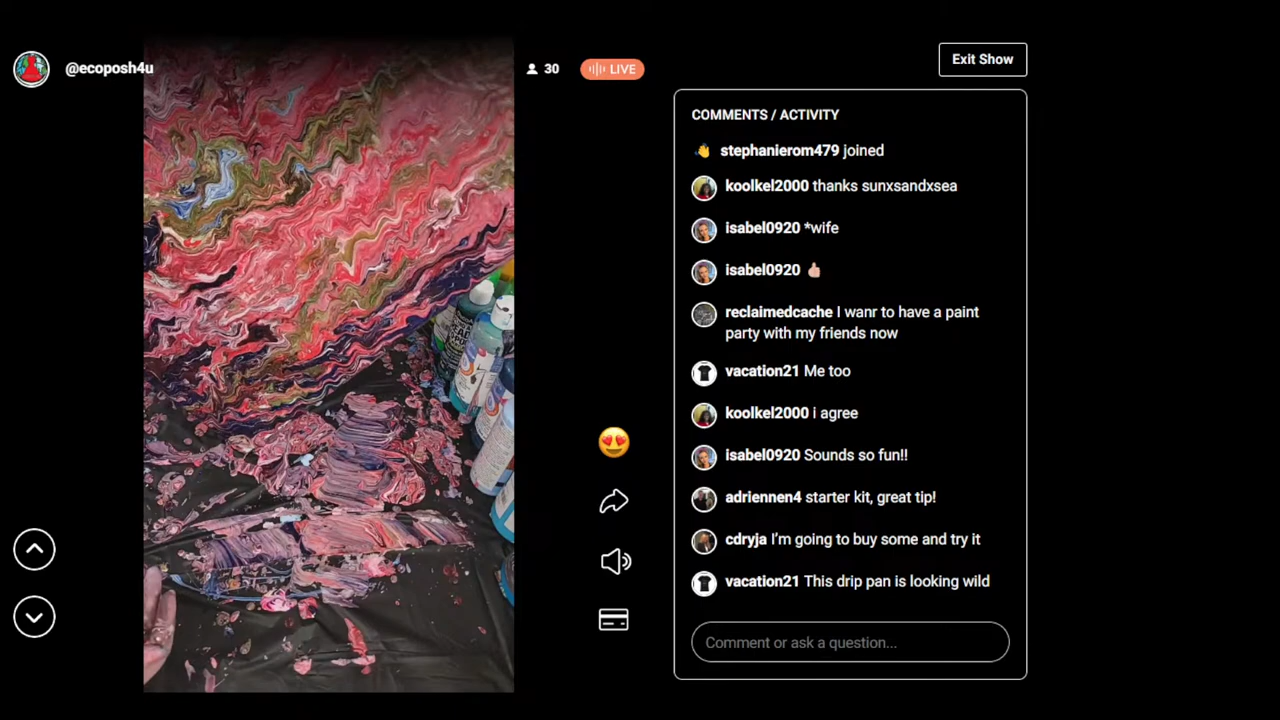 @ecoposh4u
30
LIVE
Exit Show
COMMENTS / ACTIVITY
stephanierom479 joined
koolkel2000 thanks sunxsandxsea
isabel0920 *wife
isabel0920 👍🏼
reclaimedcache I wanr to have a paint
party with my friends now
vacation21 Me too
koolkel2000 i agree
isabel0920 Sounds so fun!!
adriennen4 starter kit, great tip!
cdryja I’m going to buy some and try it
vacation21 This drip pan is looking wild
Comment or ask a question...